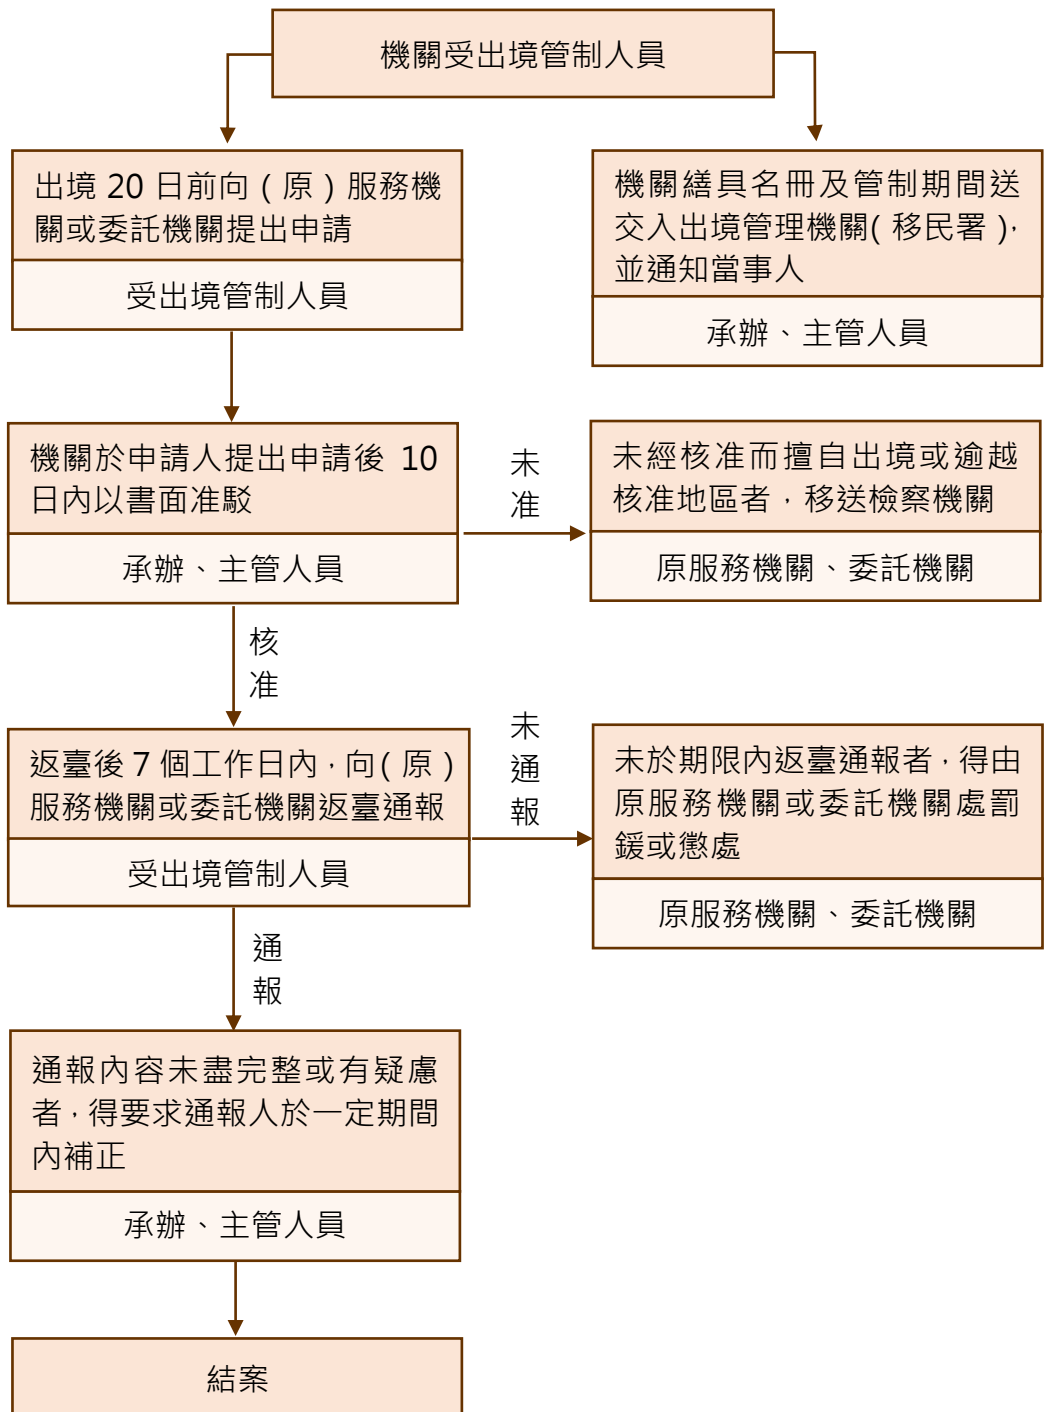 機關受出境管制人員
出境 20 日前向（原）服務機
關或委託機關提出申請
受出境管制人員
機關繕具名冊及管制期間送
交入出境管理機關(移民署)，
並通知當事人
承辦、主管人員
機關於申請人提出申請後 10
日內以書面准駁
承辦、主管人員
未
准
未經核准而擅自出境或逾越
核准地區者，移送檢察機關
原服務機關、委託機關
核
准
返臺後 7 個工作日內，向(原)
服務機關或委託機關返臺通報
受出境管制人員
未
通
報
未於期限內返臺通報者，得由
原服務機關或委託機關處罰
鍰或懲處
原服務機關、委託機關
通
報
通報內容未盡完整或有疑慮
者，得要求通報人於一定期間
內補正
承辦、主管人員
結案